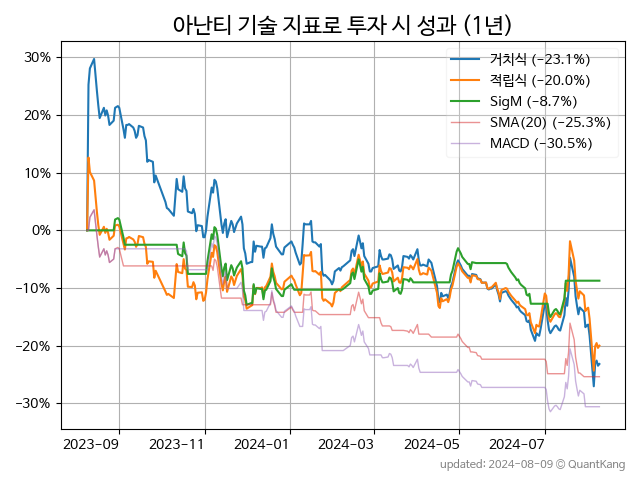 아난티 기술 지표로 투자 시 성과 (1년)
거치식 (−23.1%)
적립식 (−20.0%)
SigM (−8.7%)
SMA(20) (−25.3%)
MACD (−30.5%)
30%
20%
10%
0%
−10%
−20%
−30%
2023-09 2023-11 2024-01 2024-03 2024-05 2024-07
updated: 2024-08-09 © QuantKang